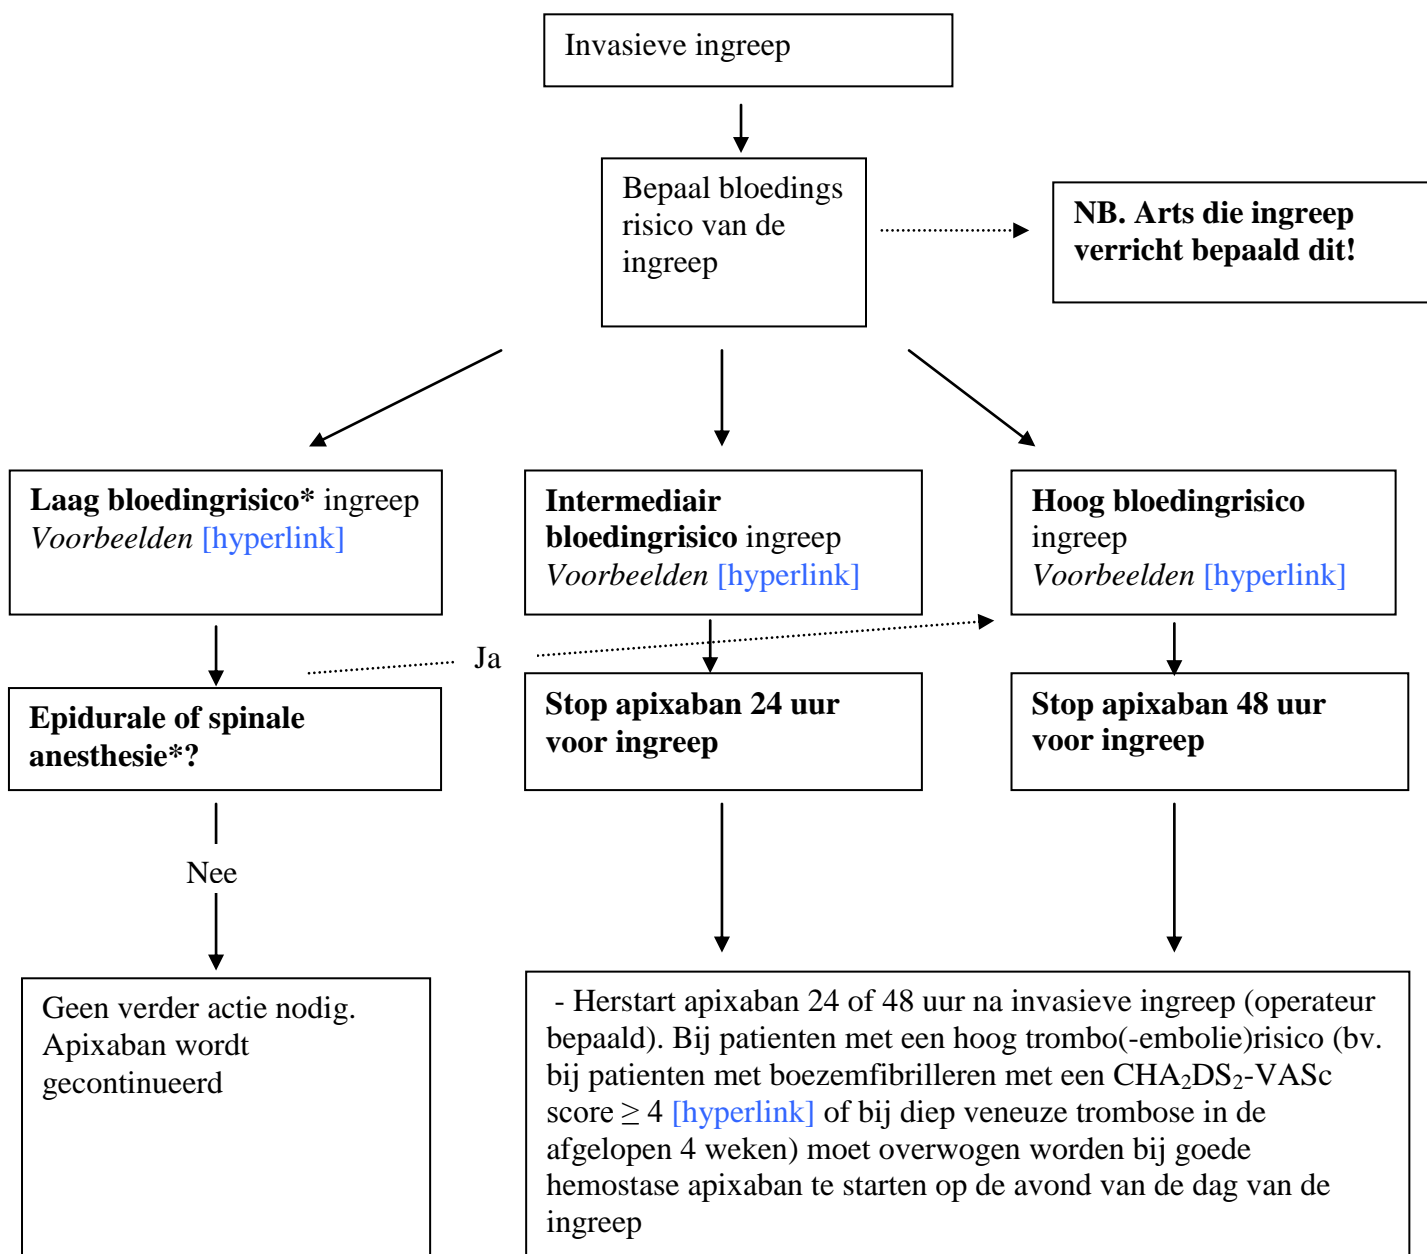 Invasieve ingreep
Bepaal bloedings
risico van de
ingreep
NB. Arts die ingreep
verricht bepaald dit!
Laag bloedingrisico* ingreep
Voorbeelden [hyperlink]
Intermediair
bloedingrisico ingreep
Voorbeelden [hyperlink]
Hoog bloedingrisico
ingreep
Voorbeelden [hyperlink]
Ja
Epidurale of spinale
anesthesie*?
Stop apixaban 24 uur
voor ingreep
Stop apixaban 48 uur
voor ingreep
Nee
Geen verder actie nodig.
Apixaban wordt
gecontinueerd
- Herstart apixaban 24 of 48 uur na invasieve ingreep (operateur
bepaald). Bij patienten met een hoog trombo(-embolie)risico (bv.
bij patienten met boezemfibrilleren met een CHA₂DS₂-VASc
score ≥ 4 [hyperlink] of bij diep veneuze trombose in de
afgelopen 4 weken) moet overwogen worden bij goede
hemostase apixaban te starten op de avond van de dag van de
ingreep